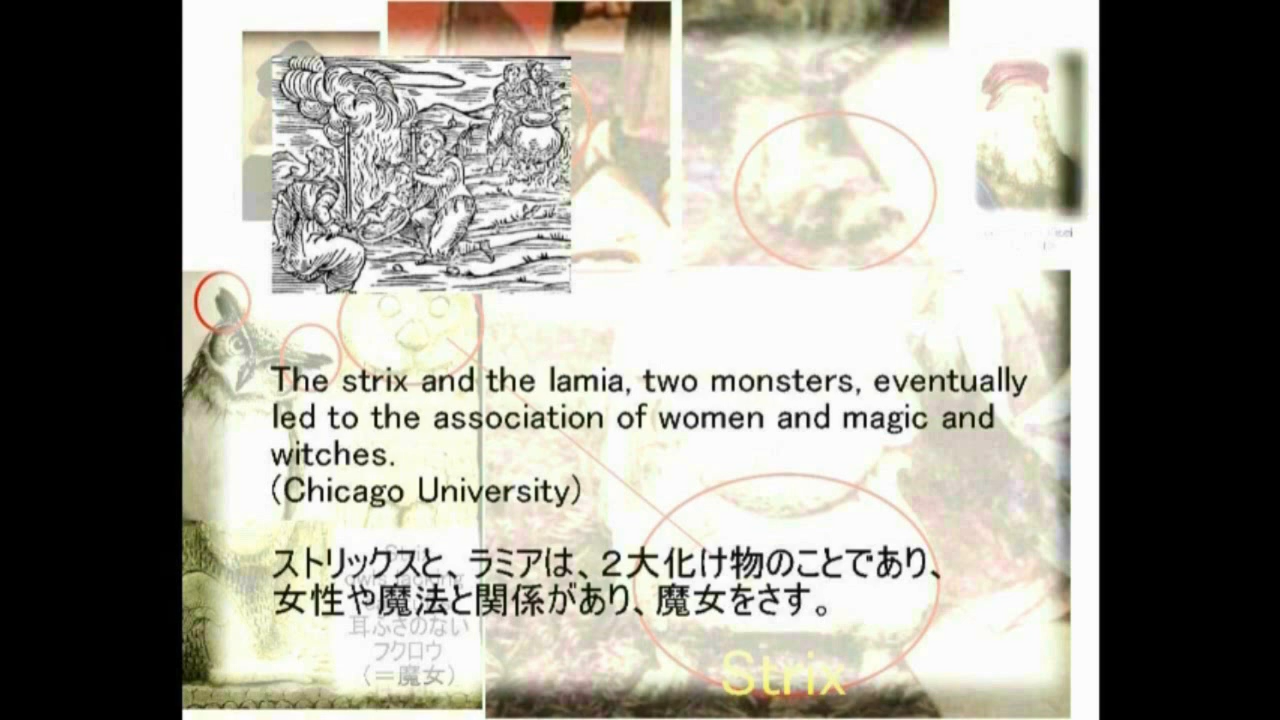 The strix and the lamia, two monsters, eventually
led to the association of women and magic and
witches.
(Chicago University)
ストリックスと、ラミアは、２大化け物のことであり、
女性や魔法と関係があり、魔女をさす。
耳ふさのない
フクロウ
(＝魔女)
Strix